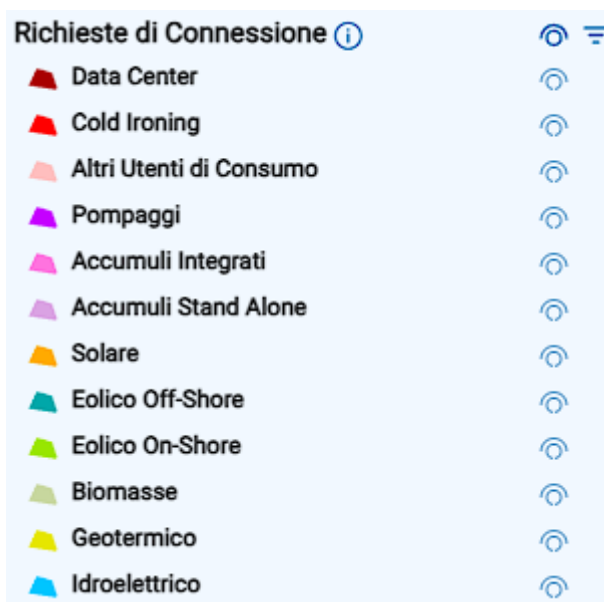 Richieste di Connessione
Data Center
Cold Ironing
Altri Utenti di Consumo
Pompaggi
Accumuli Integrati
Accumuli Stand Alone
Solare
Eolico Off-Shore
Eolico On-Shore
Biomasse
Geotermico
Idroelettrico